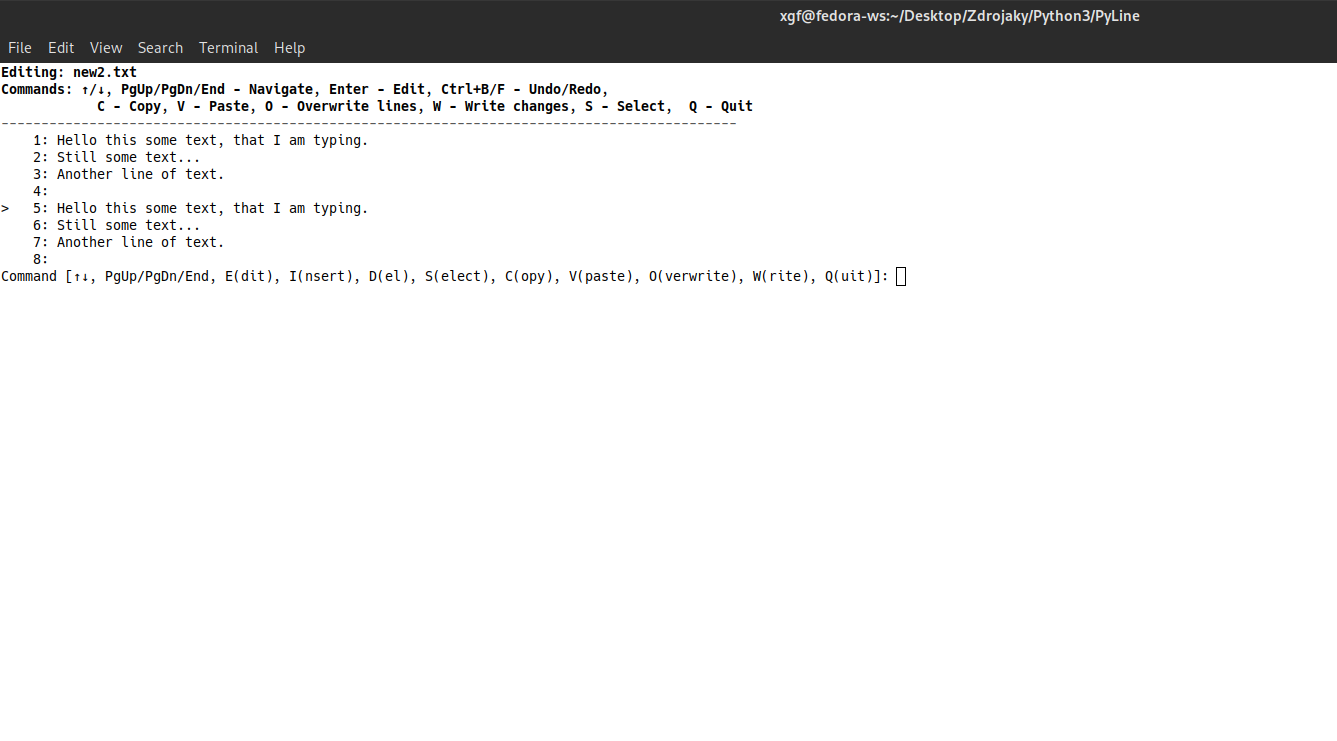 xgf@fedora-ws:~/Desktop/Zdrojaky/Python3/PyLine
File Edit View Search Terminal Help
Editing: new2.txt
Commands: ↑/↓, PgUp/PgDn/End - Navigate, Enter - Edit, Ctrl+B/F - Undo/Redo,
            C - Copy, V - Paste, O - Overwrite lines, W - Write changes, S - Select,  Q - Quit
--------------------------------------------------------------------------------------------
    1: Hello this some text, that I am typing.
    2: Still some text...
    3: Another line of text.
    4:
>   5: Hello this some text, that I am typing.
    6: Still some text...
    7: Another line of text.
    8:
Command [↑↓, PgUp/PgDn/End, E(dit), I(nsert), D(el), S(elect), C(opy), V(paste), O(verwrite), W(rite), Q(uit)]: